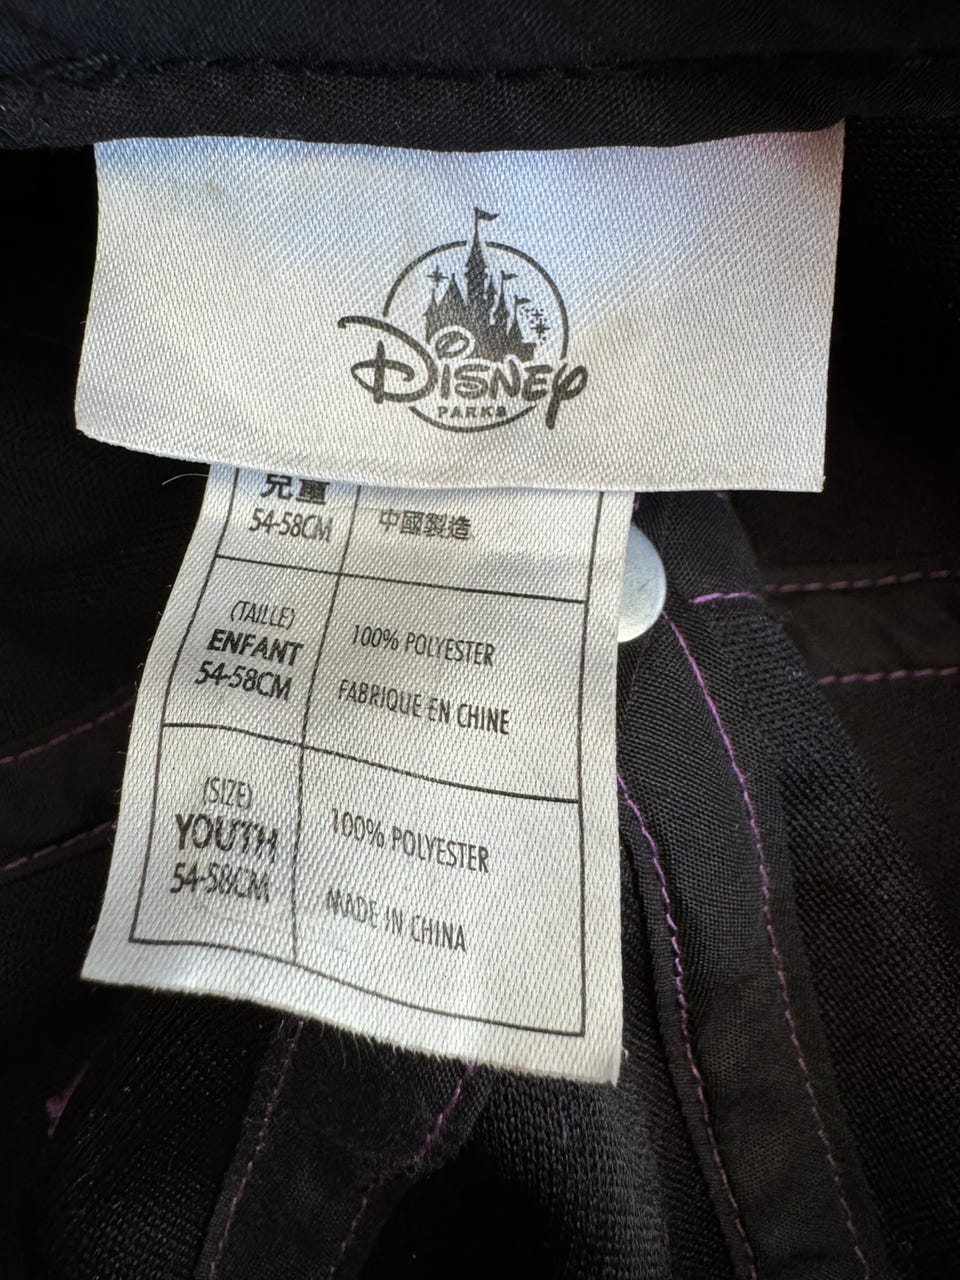 Disney
PARKS
兒童
54-58CM
中國製造
(TAILLE)
ENFANT
54-58CM
100% POLYESTER
FABRIQUE EN CHINE
(SIZE)
YOUTH
54-58CM
100% POLYESTER
MADE IN CHINA